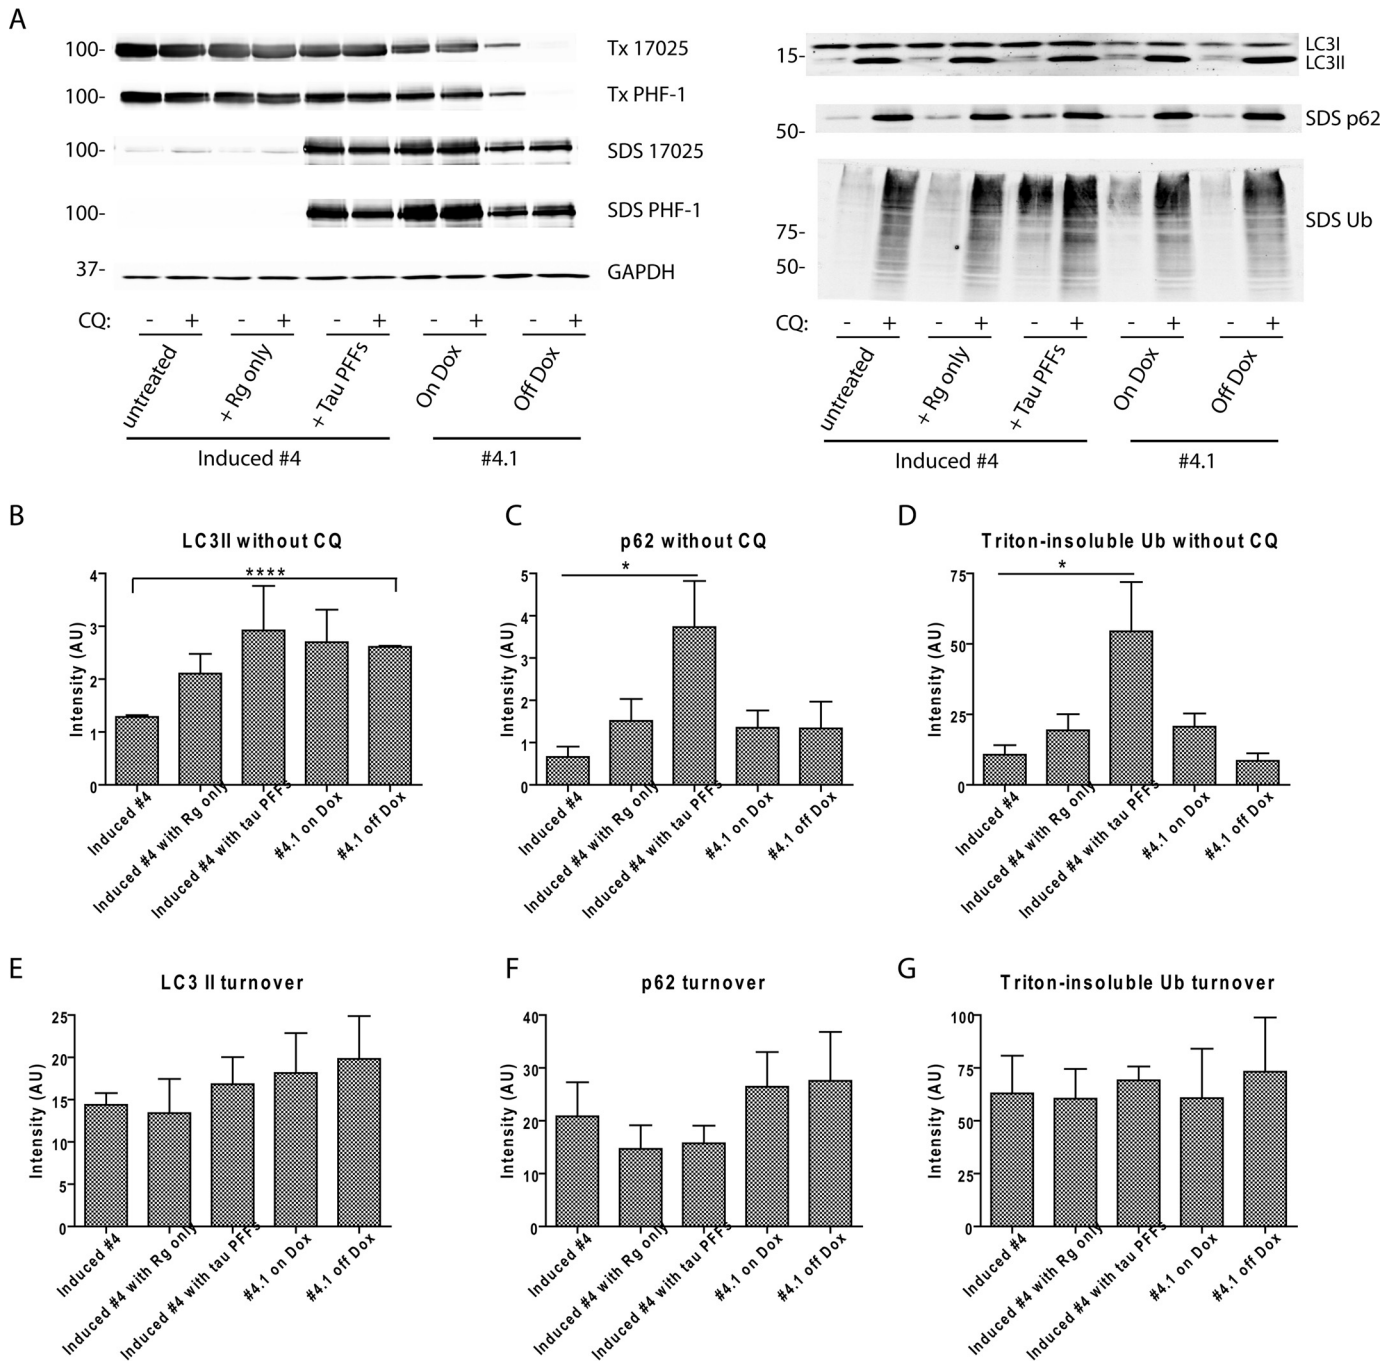 A
100-
Tx 17025
100-
Tx PHF-1
100-
SDS 17025
100-
SDS PHF-1
37-
GAPDH
CQ: - + - + - + - + - +
untreated
+ Rg only
+ Tau PFFs
On Dox
Off Dox
Induced #4
#4.1
15-
LC3I
LC3II
50-
SDS p62
75-
50-
SDS Ub
CQ: - + - + - + - + - +
untreated
+ Rg only
+ Tau PFFs
On Dox
Off Dox
Induced #4
#4.1
B
LC3II without CQ
****
Intensity (AU)
4
3
2
1
0
Induced #4
Induced #4 with Rg only
Induced #4 with tau PFFs
#4.1 on Dox
#4.1 off Dox
C
p62 without CQ
*
Intensity (AU)
5
4
3
2
1
0
Induced #4
Induced #4 with Rg only
Induced #4 with tau PFFs
#4.1 on Dox
#4.1 off Dox
D
Triton-insoluble Ub without CQ
*
Intensity (AU)
75
50
25
0
Induced #4
Induced #4 with Rg only
Induced #4 with tau PFFs
#4.1 on Dox
#4.1 off Dox
E
LC3 II turnover
Intensity (AU)
25
20
15
10
5
0
Induced #4
Induced #4 with Rg only
Induced #4 with tau PFFs
#4.1 on Dox
#4.1 off Dox
F
p62 turnover
Intensity (AU)
40
30
20
10
0
Induced #4
Induced #4 with Rg only
Induced #4 with tau PFFs
#4.1 on Dox
#4.1 off Dox
G
Triton-insoluble Ub turnover
Intensity (AU)
100
75
50
25
0
Induced #4
Induced #4 with Rg only
Induced #4 with tau PFFs
#4.1 on Dox
#4.1 off Dox